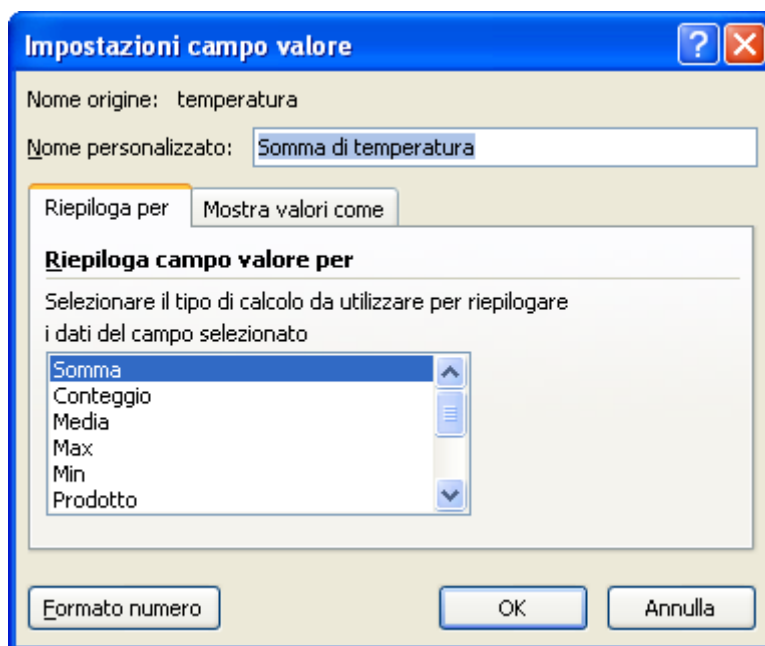 Impostazioni campo valore
Nome origine: temperatura
Nome personalizzato: Somma di temperatura
Riepiloga per Mostra valori come
Riepiloga campo valore per
Selezionare il tipo di calcolo da utilizzare per riepilogare
i dati del campo selezionato
Somma
Conteggio
Media
Max
Min
Prodotto
Formato numero OK Annulla